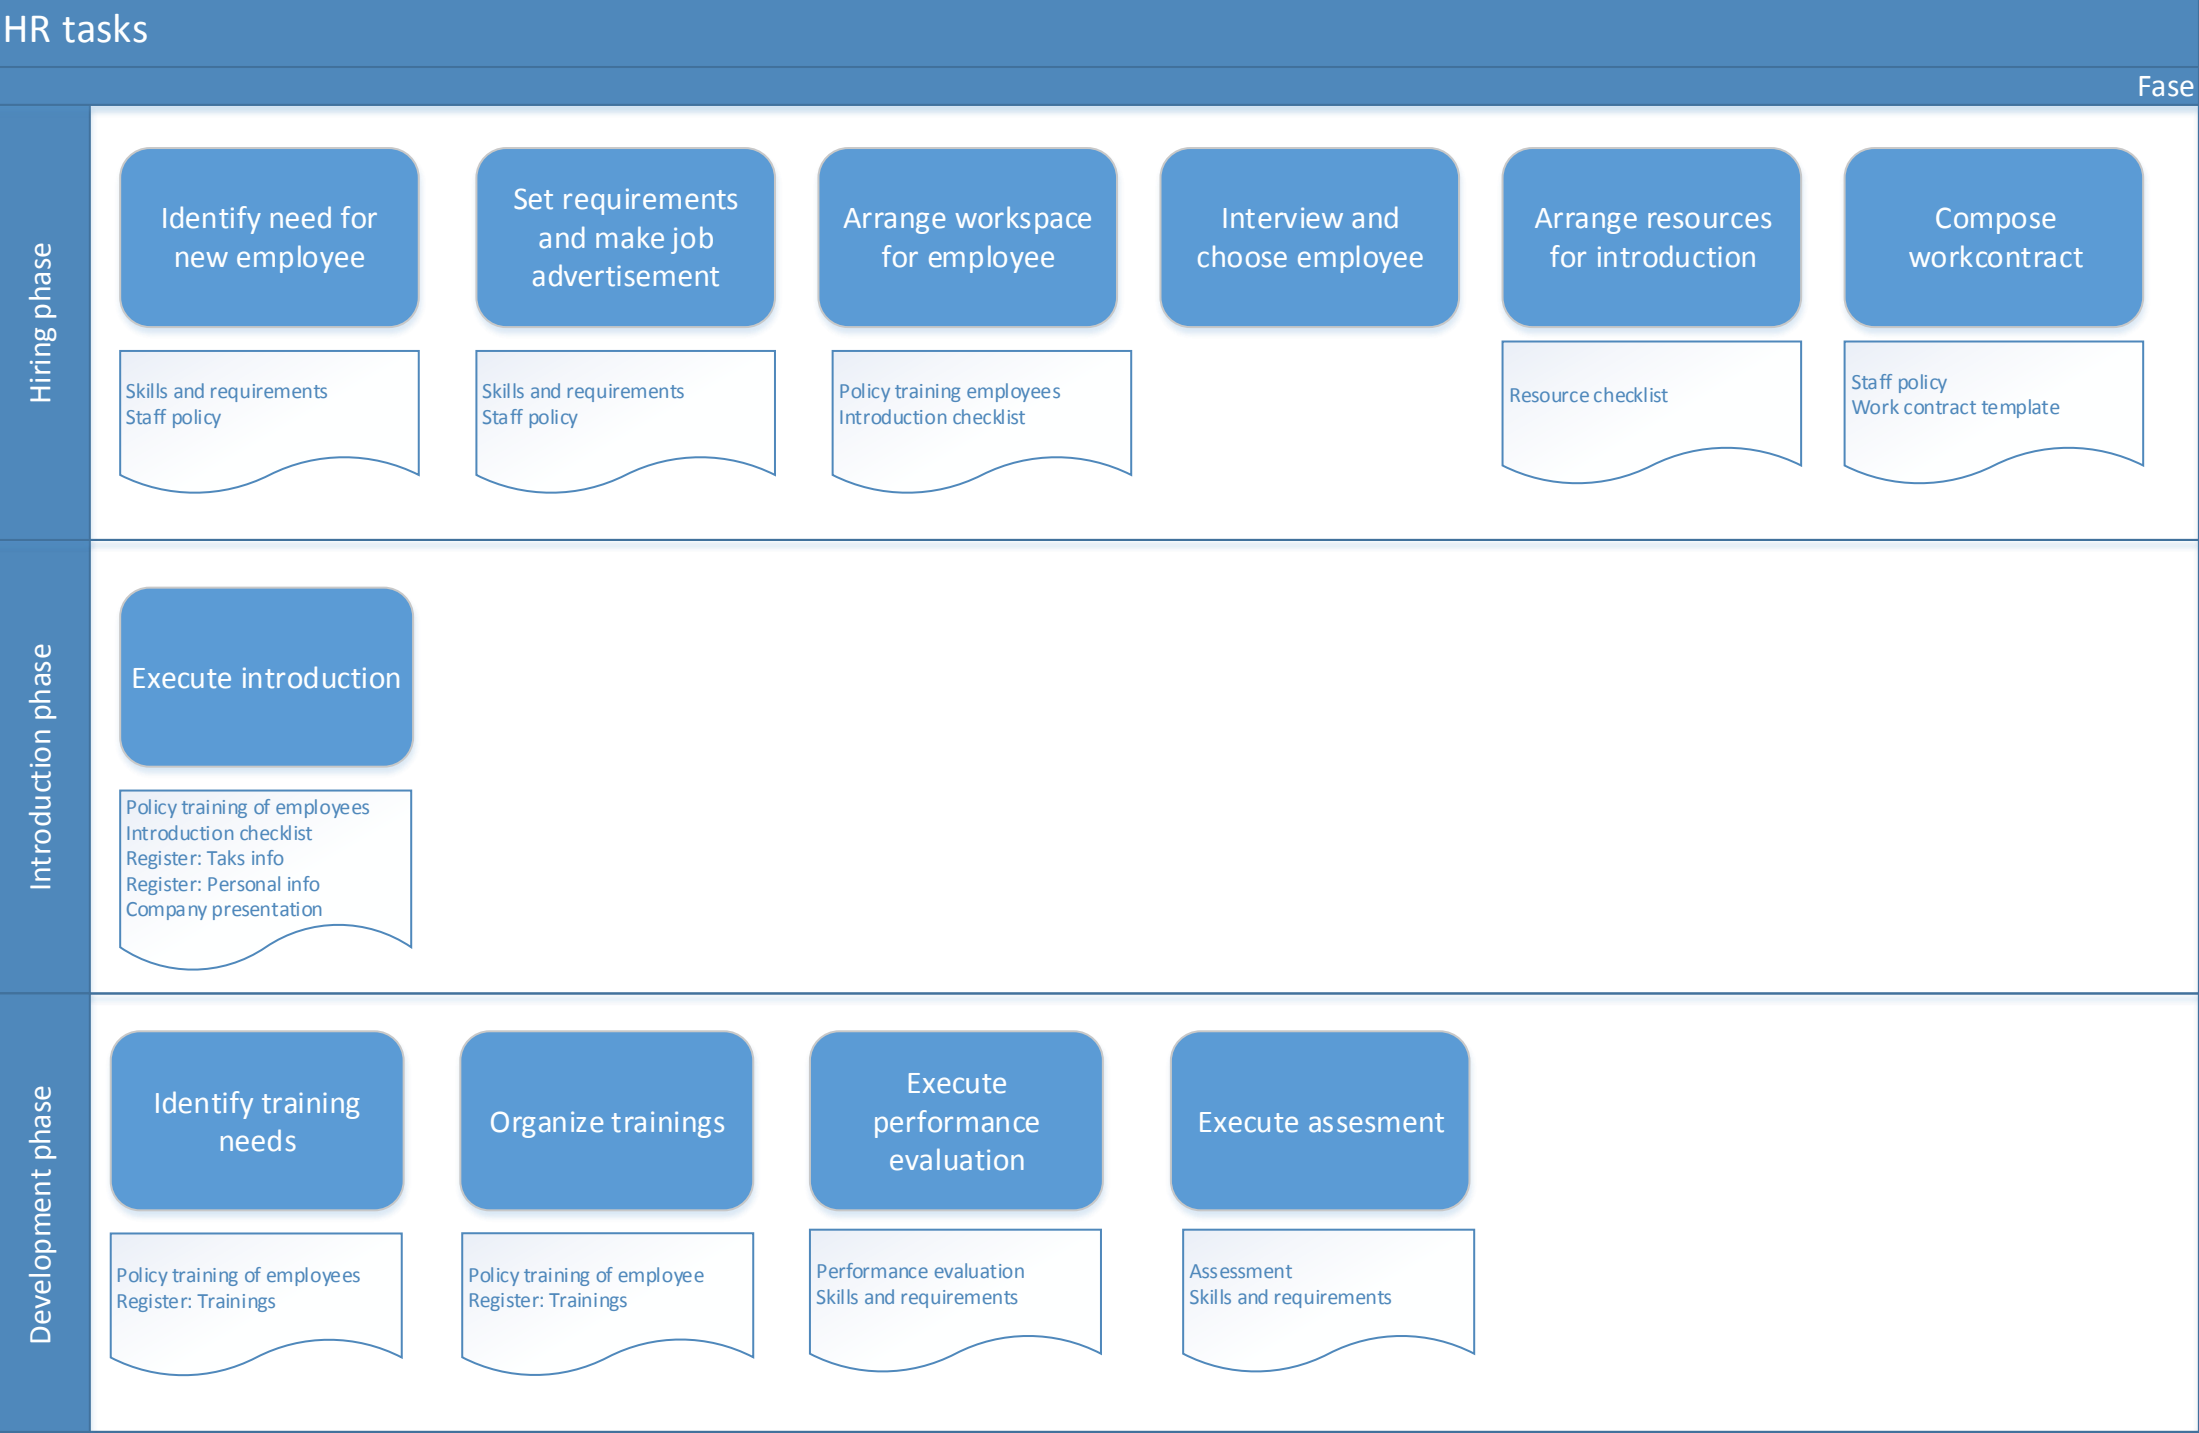 HR tasks
Fase
Hiring phase
Identify need for
new employee
Set requirements
and make job
advertisement
Arrange workspace
for employee
Interview and
choose employee
Arrange resources
for introduction
Compose
workcontract
Skills and requirements
Staff policy
Skills and requirements
Staff policy
Policy training employees
Introduction checklist
Resource checklist
Staff policy
Work contract template
Introduction phase
Execute introduction
Policy training of employees
Introduction checklist
Register: Taks info
Register: Personal info
Company presentation
Development phase
Identify training
needs
Organize trainings
Execute
performance
evaluation
Execute assesment
Policy training of employees
Register: Trainings
Policy training of employee
Register: Trainings
Performance evaluation
Skills and requirements
Assessment
Skills and requirements